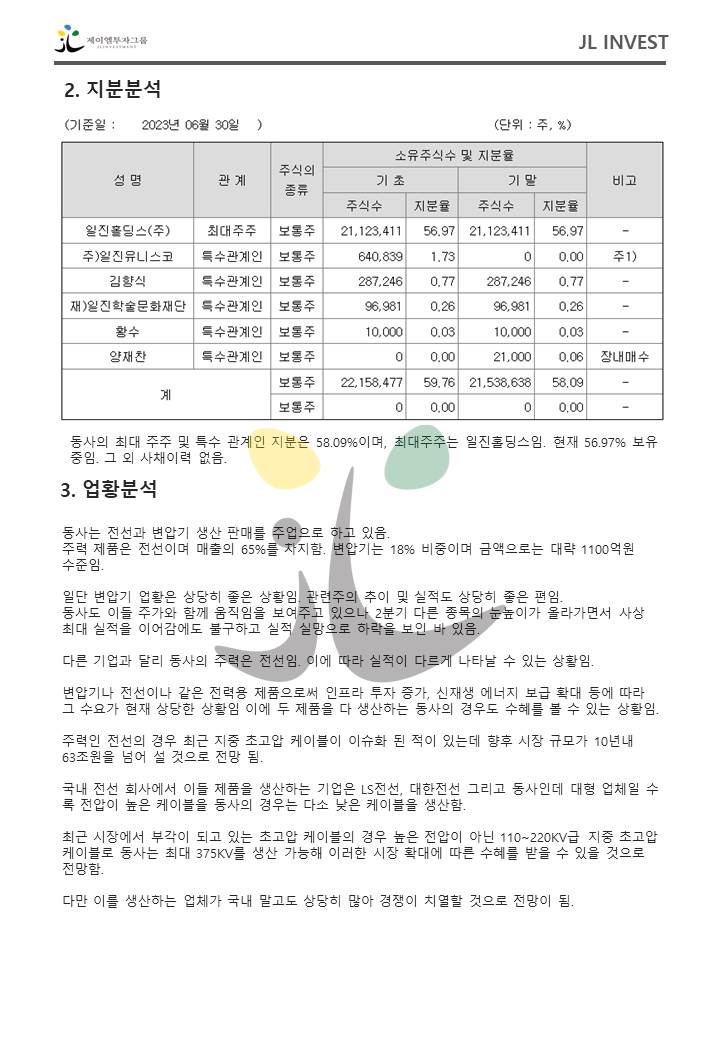 제이엘투자그룹
JLINVESTMENT
JL INVEST
2. 지분분석
(기준일 : 2023년 06월 30일 )
(단위 : 주, %)
성 명 관 계 주식의 종류 소유주식수 및 지분율 비고
기 초 기 말
주식수 지분율 주식수 지분율
일진홀딩스(주) 최대주주 보통주 21,123,411 56.97 21,123,411 56.97 -
주)일진유니스코 특수관계인 보통주 640,839 1.73 0 0.00 주1)
김향식 특수관계인 보통주 287,246 0.77 287,246 0.77 -
재)일진학술문화재단 특수관계인 보통주 96,981 0.26 96,981 0.26 -
황수 특수관계인 보통주 10,000 0.03 10,000 0.03 -
양재찬 특수관계인 보통주 0 0.00 21,000 0.06 장내매수
계 보통주 22,158,477 59.76 21,538,638 58.09 -
보통주 0 0.00 0 0.00 -
동사의 최대 주주 및 특수 관계인 지분은 58.09%이며, 최대주주는 일진홀딩스임. 현재 56.97% 보유
중임. 그 외 사채이력 없음.
3. 업황분석
동사는 전선과 변압기 생산 판매를 주업으로 하고 있음.
주력 제품은 전선이며 매출의 65%를 차지함. 변압기는 18% 비중이며 금액으로는 대략 1100억원
수준임.
일단 변압기 업황은 상당히 좋은 상황임. 관련주의 추이 및 실적도 상당히 좋은 편임.
동사도 이들 주가와 함께 움직임을 보여주고 있으나 2분기 다른 종목의 눈높이가 올라가면서 사상
최대 실적을 이어감에도 불구하고 실적 실망으로 하락을 보인 바 있음.
다른 기업과 달리 동사의 주력은 전선임. 이에 따라 실적이 다르게 나타날 수 있는 상황임.
변압기나 전선이나 같은 전력용 제품으로써 인프라 투자 증가, 신재생 에너지 보급 확대 등에 따라
그 수요가 현재 상당한 상황임 이에 두 제품을 다 생산하는 동사의 경우도 수혜를 볼 수 있는 상황임.
주력인 전선의 경우 최근 지중 초고압 케이블이 이슈화 된 적이 있는데 향후 시장 규모가 10년내
63조원을 넘어 설 것으로 전망 됨.
국내 전선 회사에서 이들 제품을 생산하는 기업은 LS전선, 대한전선 그리고 동사인데 대형 업체일 수
록 전압이 높은 케이블을 동사의 경우는 다소 낮은 케이블을 생산함.
최근 시장에서 부각이 되고 있는 초고압 케이블의 경우 높은 전압이 아닌 110~220KV급 지중 초고압
케이블로 동사는 최대 375KV를 생산 가능해 이러한 시장 확대에 따른 수혜를 받을 수 있을 것으로
전망함.
다만 이를 생산하는 업체가 국내 말고도 상당히 많아 경쟁이 치열할 것으로 전망이 됨.